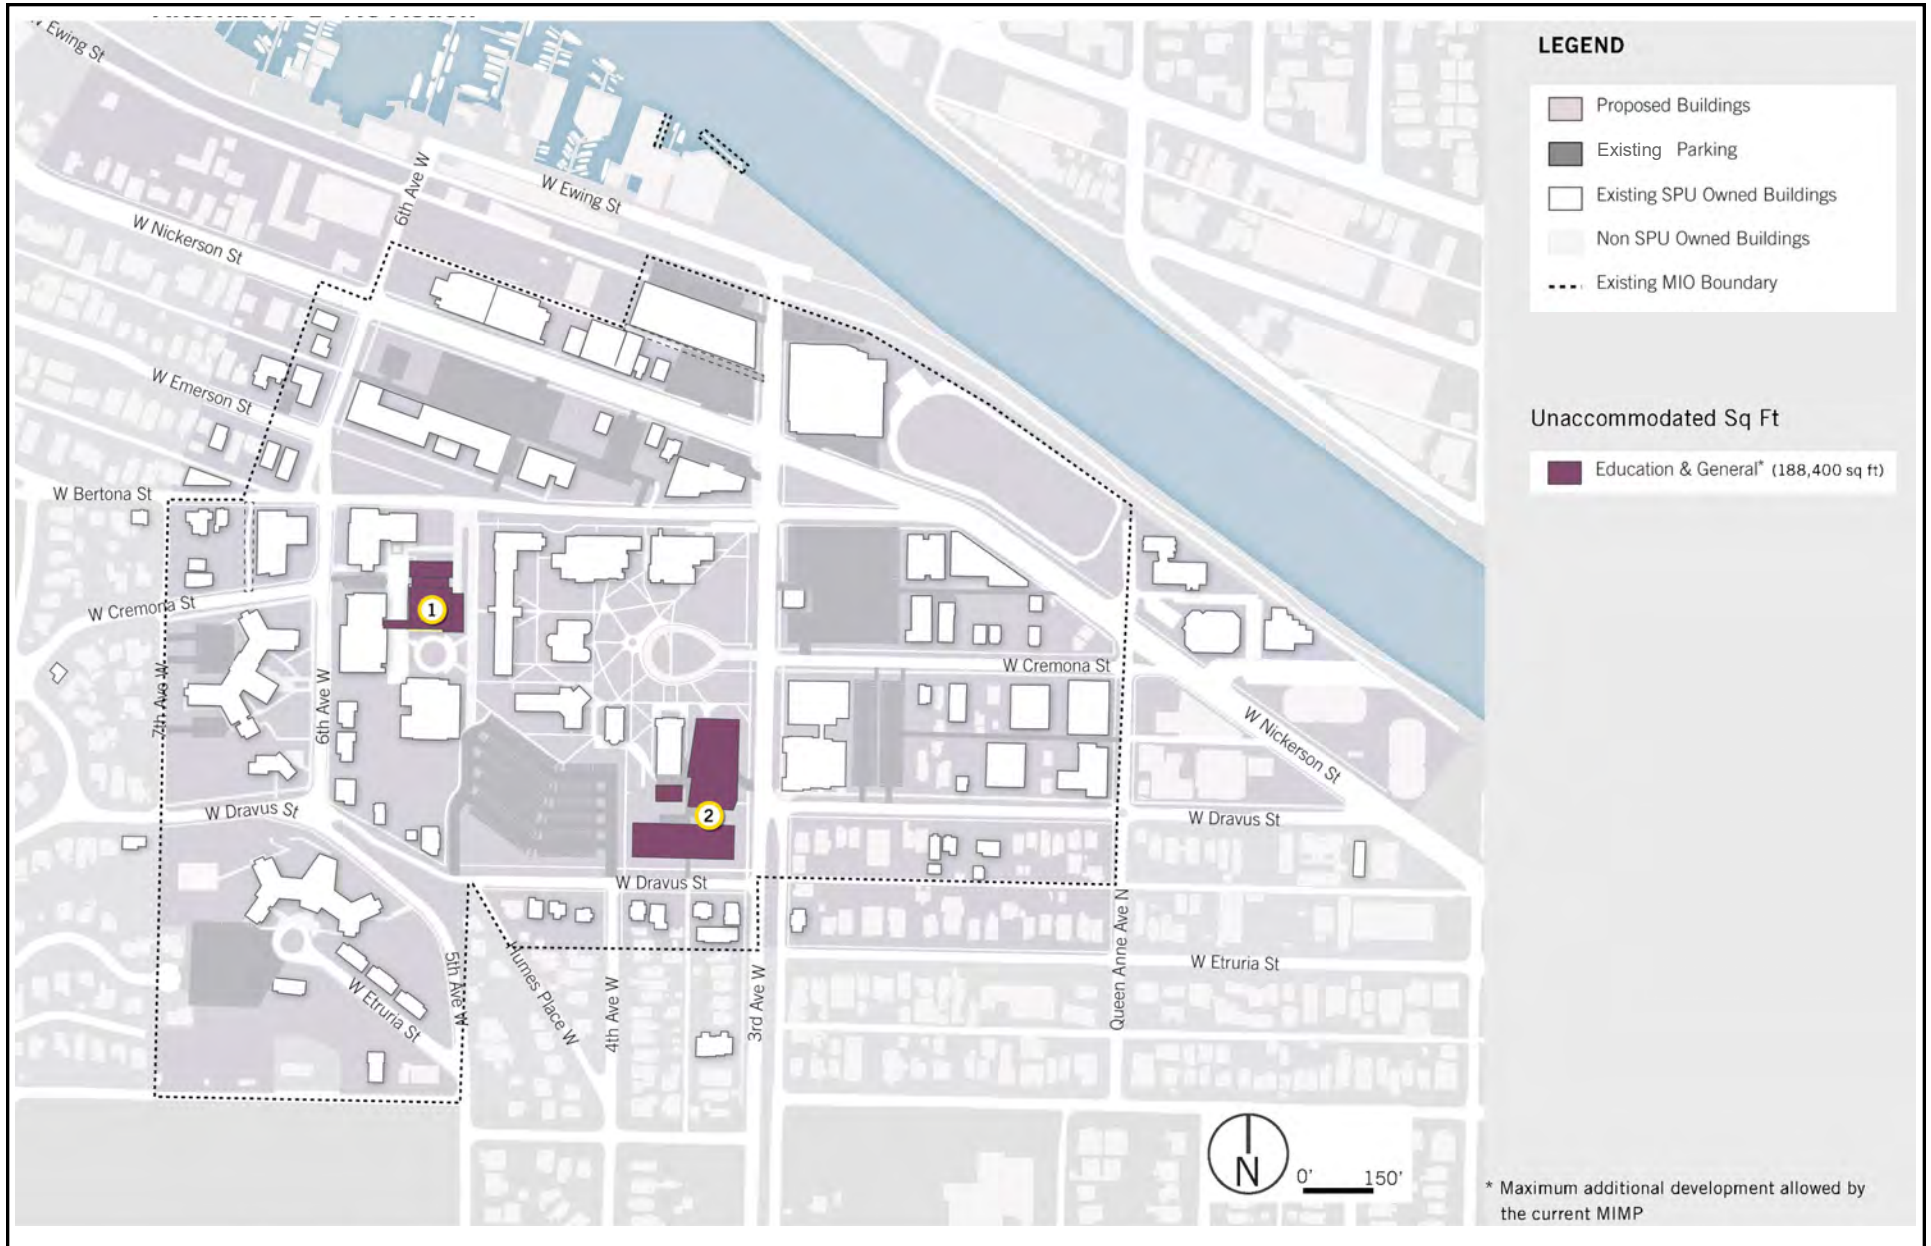 W Ewing St
LEGEND
Proposed Buildings
Existing Parking
Existing SPU Owned Buildings
Non SPU Owned Buildings
Existing MIO Boundary
6th Ave W
W Ewing St
W Nickerson St
W Emerson St
Unaccommodated Sq Ft
Education & General* (188,400 sq ft)
W Bertona St
W Cremona St
1
7th Ave W
6th Ave W
W Cremona St
W Nickerson St
W Dravus St
2
W Dravus St
W Dravus St
5th Ave W
W Etruria St
Humes Place W
4th Ave W
3rd Ave W
Queen Anne Ave N
W Etruria St
N
0' 150'
* Maximum additional development allowed by
the current MIMP